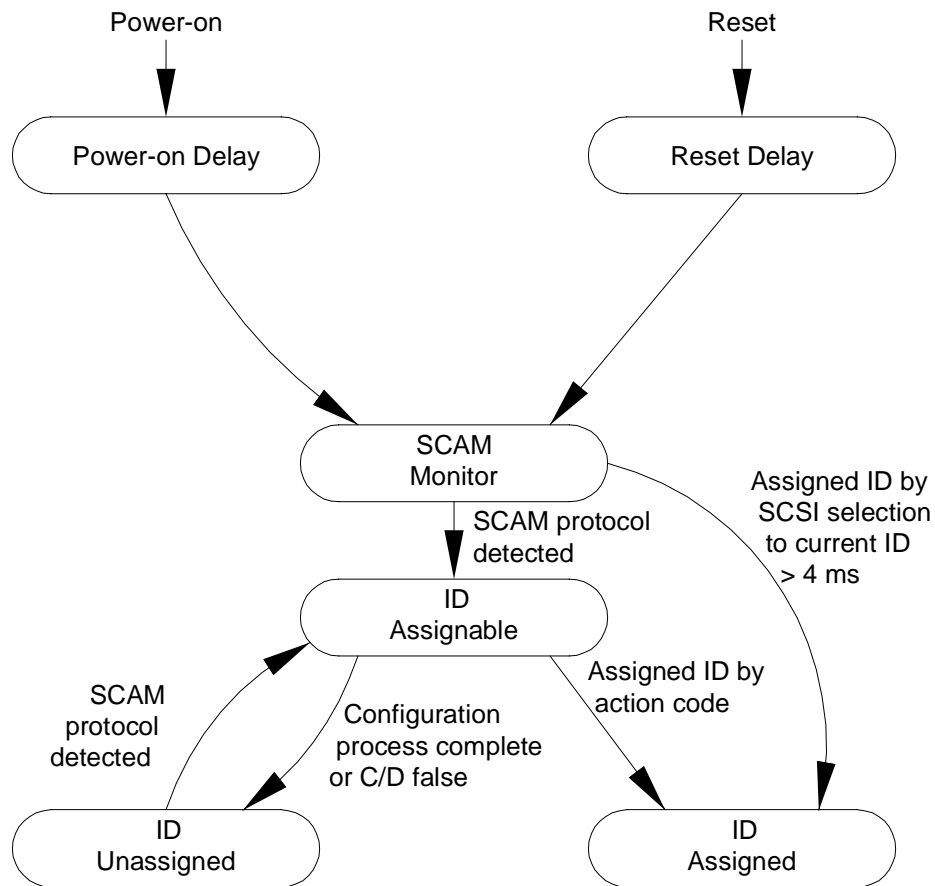 Power-on
Reset
Power-on Delay
Reset Delay
SCAM
Monitor
Assigned ID by
SCSI selection
to current ID
> 4 ms
SCAM protocol
detected
ID
Assignable
Assigned ID by
action code
SCAM
protocol
detected
Configuration
process complete
or C/D false
ID
Unassigned
ID
Assigned